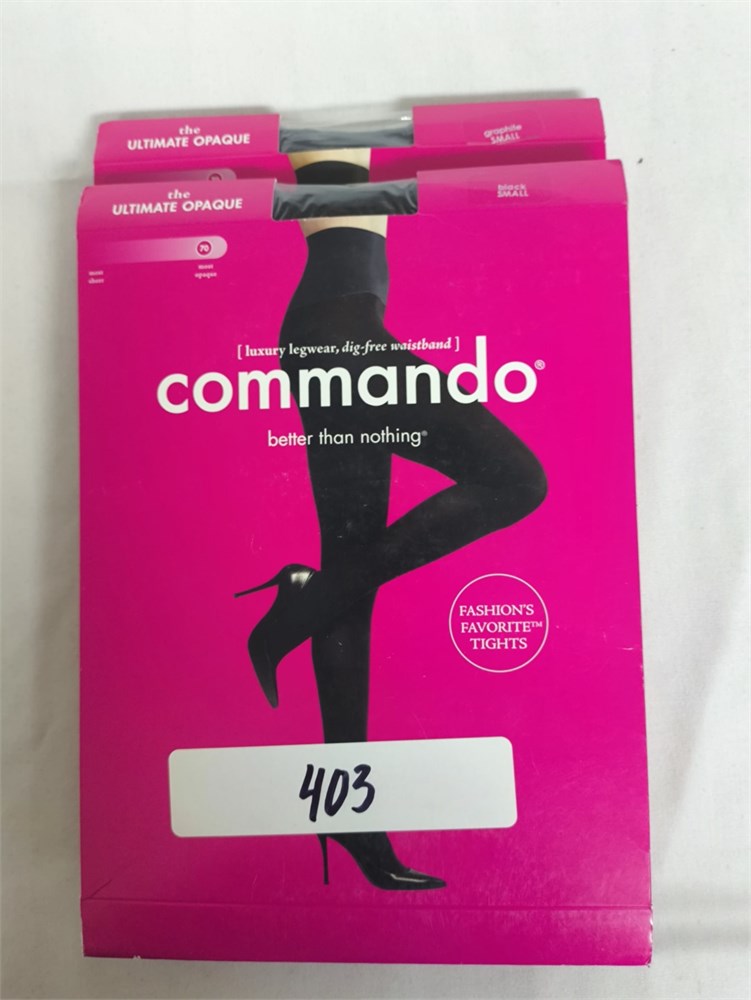 the
ULTIMATE OPAQUE
graphite
SMALL
the
ULTIMATE OPAQUE
black
SMALL
70
most
sheer
most
opaque
[ luxury legwear, dig-free waistband ]
commando®
better than nothing®
FASHION'S
FAVORITE™
TIGHTS
403